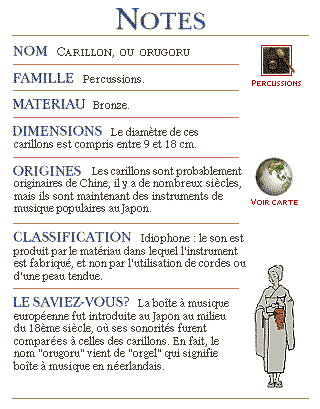 NOTES
NOM CARILLON, OU ORUGORU
FAMILLE Percussions.
PERCUSSIONS
MATERIAU Bronze.
DIMENSIONS Le diamètre de ces
carillons est compris entre 9 et 18 cm.
ORIGINES Les carillons sont probablement
originaires de Chine, il y a de nombreux siècles,
mais ils sont maintenant des instruments de
musique populaires au Japon.
VOIR CARTE
CLASSIFICATION Idiophone : le son est
produit par le matériau dans lequel l'instrument
est fabriqué, et non par l'utilisation de cordes ou
d'une peau tendue.
LE SAVIEZ-VOUS? La boîte à musique
européenne fut introduite au Japon au milieu
du 18ème siècle, où ses sonorités furent
comparées à celles des carillons. En fait, le
nom "orugoru" vient de "orgel" qui signifie
boîte à musique en néerlandais.